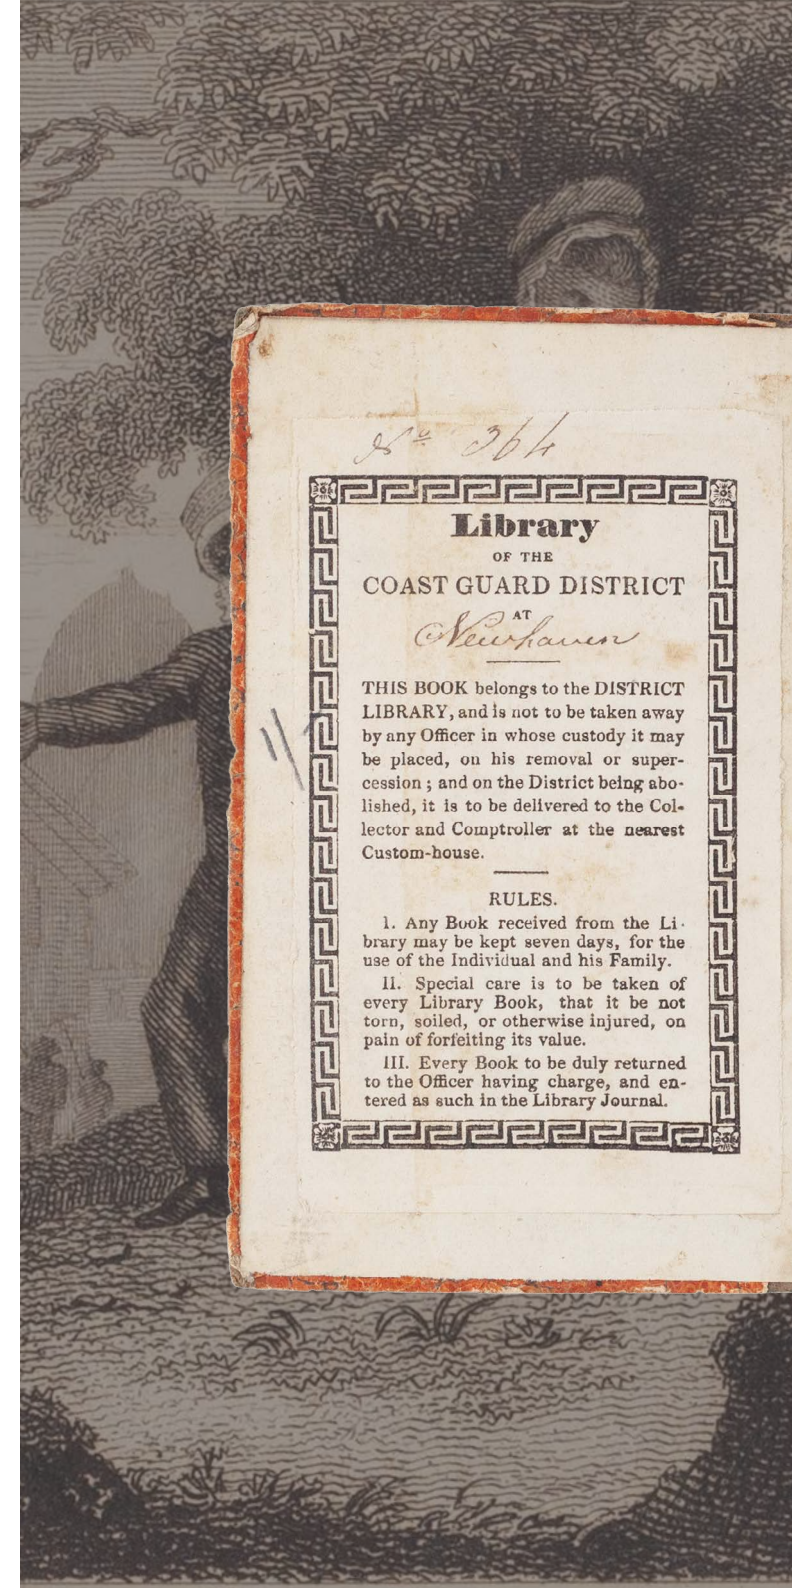 No 364
Library
OF THE
COAST GUARD DISTRICT
AT
Newhaven
THIS BOOK belongs to the DISTRICT
LIBRARY, and is not to be taken away
by any Officer in whose custody it may
be placed, on his removal or super-
cession ; and on the District being abo-
lished, it is to be delivered to the Col-
lector and Comptroller at the nearest
Custom-house.
RULES.
I. Any Book received from the Li-
brary may be kept seven days, for the
use of the Individual and his Family.
II. Special care is to be taken of
every Library Book, that it be not
torn, soiled, or otherwise injured, on
pain of forfeiting its value.
III. Every Book to be duly returned
to the Officer having charge, and en-
tered as such in the Library Journal.